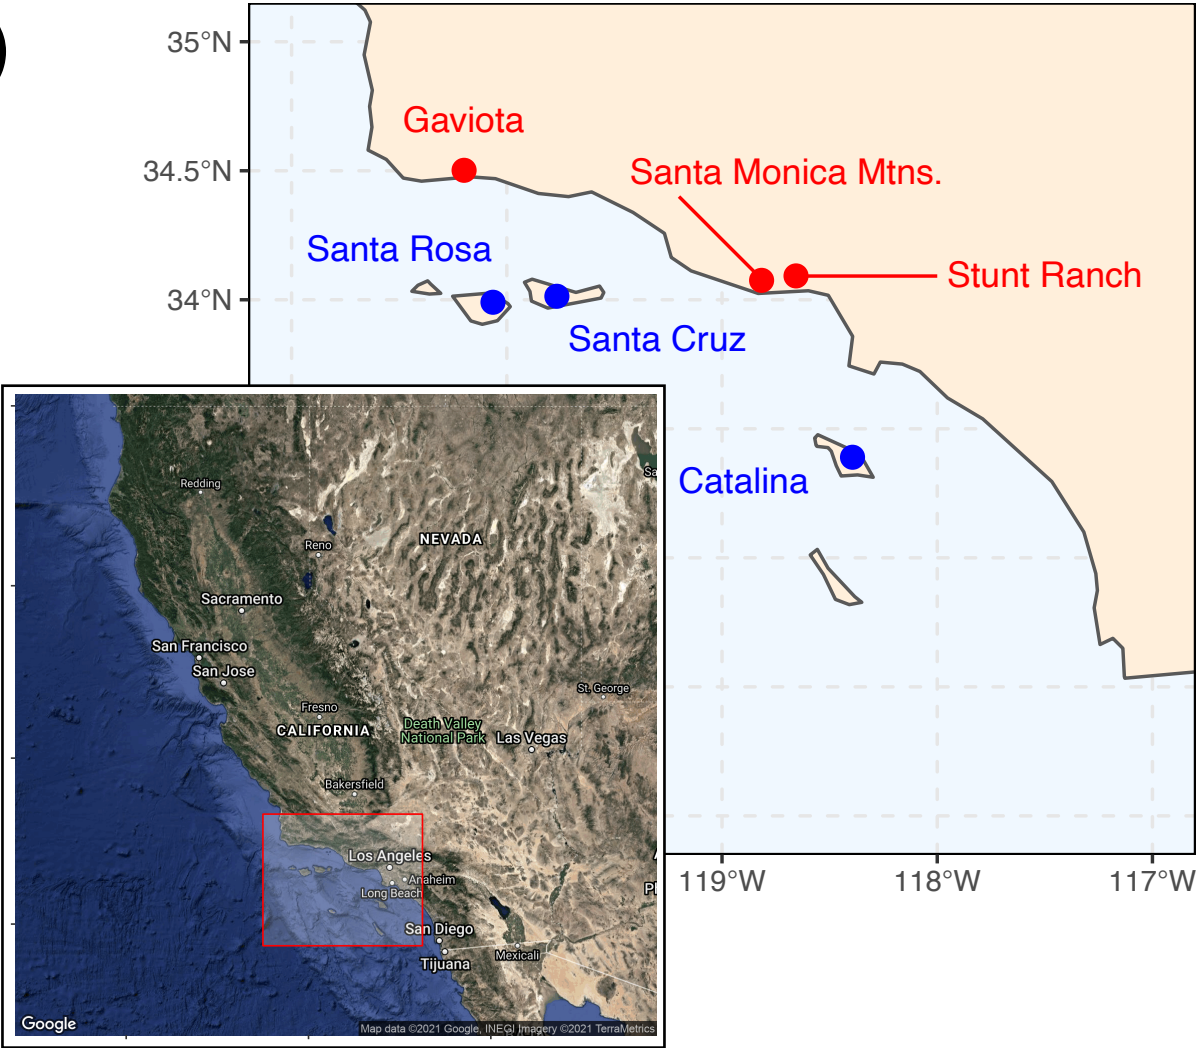 35°N
Gaviota
34.5°N
Santa Monica Mtns.
Santa Rosa
Stunt Ranch
34°N
Santa Cruz
Catalina
119°W
118°W
117°W
Redding
Sa
NEVADA
Reno
Sacramento
San Francisco
San Jose
St. George
Fresno
CALIFORNIA
Death Valley
National Park
Las Vegas
Bakersfield
Los Angeles
Anaheim
Long Beach
San Diego
Mexicali
Tijuana
Google
Map data ©2021 Google, INEGI Imagery ©2021 TerraMetrics